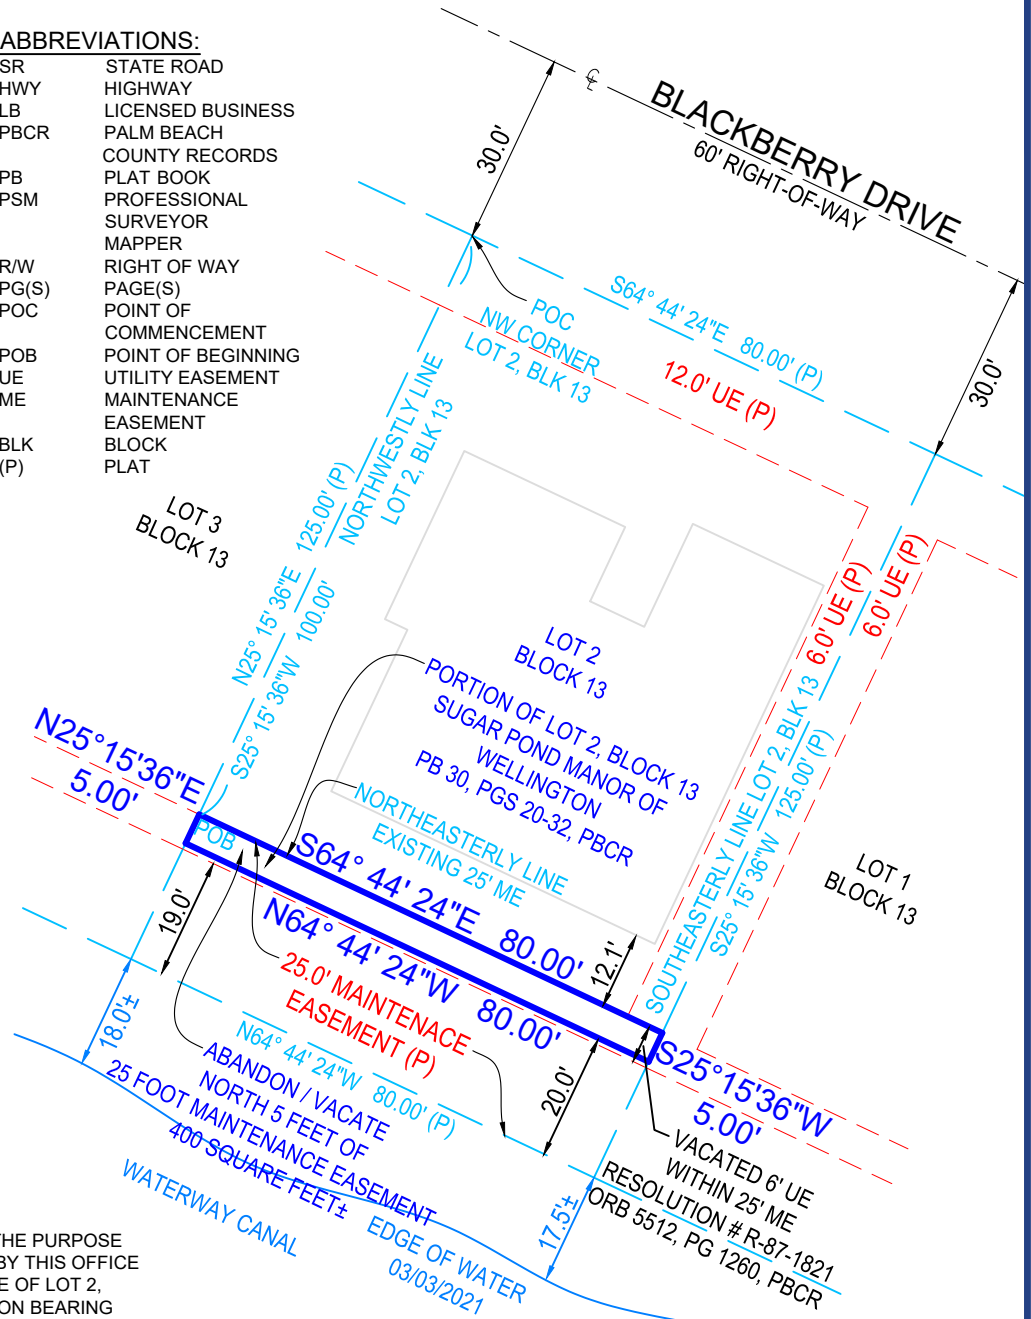 ABBREVIATIONS:
SR STATE ROAD
HWY HIGHWAY
LB LICENSED BUSINESS
PBCR PALM BEACH
COUNTY RECORDS
PB PLAT BOOK
PSM PROFESSIONAL
SURVEYOR
MAPPER
R/W RIGHT OF WAY
PG(S) PAGE(S)
POC POINT OF
COMMENCEMENT
POB POINT OF BEGINNING
UE UTILITY EASEMENT
ME MAINTENANCE
EASEMENT
BLK BLOCK
(P) PLAT
℄
BLACKBERRY DRIVE
60' RIGHT-OF-WAY
30.0'
30.0'
S64° 44' 24"E 80.00' (P)
POC
NW CORNER
LOT 2, BLK 13
12.0' UE (P)
NORTHWESTLY LINE
LOT 2, BLK 13
N25° 15' 36"E 125.00' (P)
S25° 15' 36"W 100.00'
LOT 3
BLOCK 13
6.0' UE (P)
6.0' UE (P)
LOT 2
BLOCK 13
PORTION OF LOT 2, BLOCK 13
SUGAR POND MANOR OF
WELLINGTON
PB 30, PGS 20-32, PBCR
NORTHEASTERLY LINE
EXISTING 25' ME
SOUTHEASTERLY LINE LOT 2, BLK 13
S25° 15' 36"W 125.00' (P)
LOT 1
BLOCK 13
N25°15'36"E
5.00'
POB
S64° 44' 24"E 80.00'
N64° 44' 24"W 80.00'
12.1'
19.0'
25.0' MAINTENACE
EASEMENT (P)
S25°15'36"W
5.00'
18.0'±
N64° 44' 24"W 80.00' (P)
20.0'
ABANDON / VACATE
NORTH 5 FEET OF
25 FOOT MAINTENANCE EASEMENT
400 SQUARE FEET±
VACATED 6' UE
WITHIN 25' ME
RESOLUTION # R-87-1821
ORB 5512, PG 1260, PBCR
17.5'±
WATERWAY CANAL
EDGE OF WATER
03/03/2021
THE PURPOSE
BY THIS OFFICE
E OF LOT 2,
ON BEARING